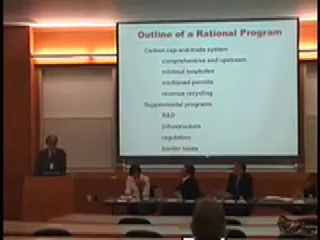 Outline of a Rational Program
Carbon cap-and-trade system
comprehensive and upstream
minimal loopholes
auctioned permits
revenue recycling
Supplemental programs
R&D
infrastructure
regulation
border taxes